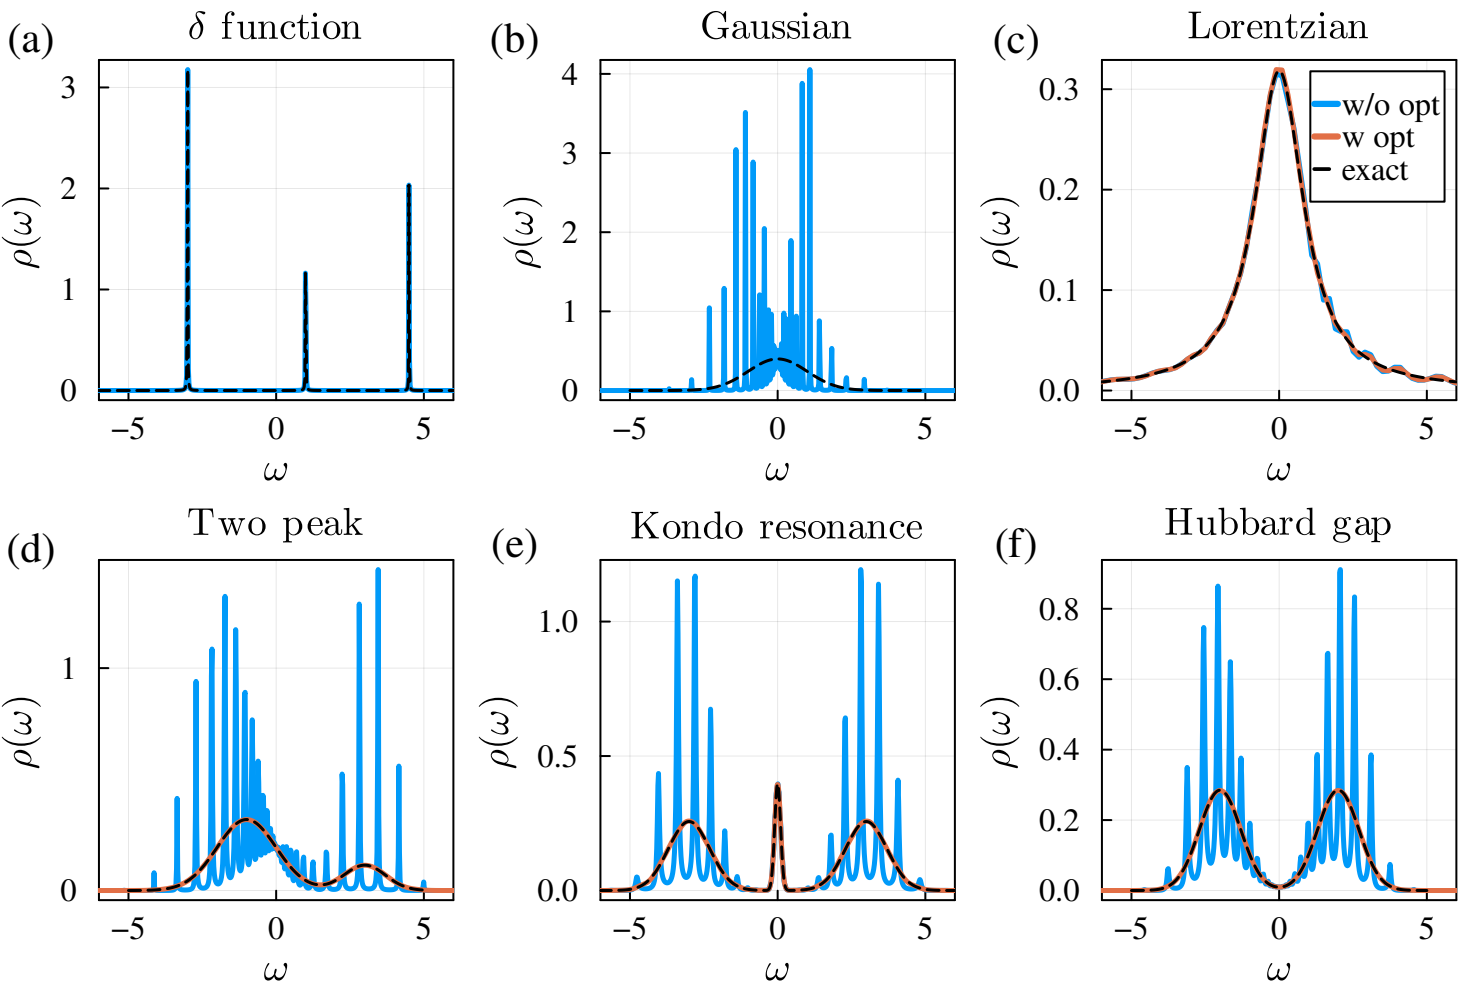 (a) δ function
3
2
1
0
ρ(ω)
−5 0 5
ω
(b) Gaussian
4
3
2
1
0
ρ(ω)
−5 0 5
ω
(c) Lorentzian
0.3
0.2
0.1
0.0
ρ(ω)
w/o opt
w opt
exact
−5 0 5
ω
(d) Two peak
1
0
ρ(ω)
−5 0 5
ω
(e) Kondo resonance
1.0
0.5
0.0
ρ(ω)
−5 0 5
ω
(f) Hubbard gap
0.8
0.6
0.4
0.2
0.0
ρ(ω)
−5 0 5
ω